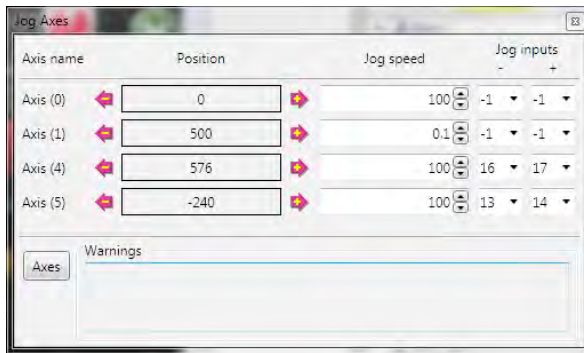 Jog Axes
Axis name Position Jog speed Jog inputs
- +
Axis (0) 0 100 -1 -1
Axis (1) 500 0.1 -1 -1
Axis (4) 576 100 16 17
Axis (5) -240 100 13 14
Axes Warnings